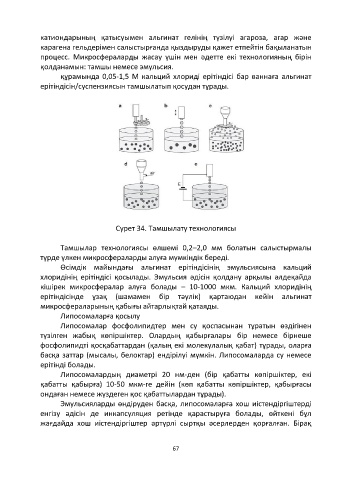 катиондарының қатысуымен альгинат гелінің түзілуі агароза, агар және
карагена гельдерімен салыстырғанда қыздыруды қажет етпейтін бақыланатын
процесс. Микросфераларды жасау үшін мен әдетте екі технологияның бірін
қолданамын: тамшы немесе эмульсия.
құрамында 0,05-1,5 М кальций хлориді ерітіндісі бар ваннаға альгинат
ерітіндісін/суспензиясын тамшылатып қосудан тұрады.
a b c
d e
Сурет 34. Тамшылату технологиясы
Тамшылар технологиясы өлшемі 0,2–2,0 мм болатын салыстырмалы
түрде үлкен микросфераларды алуға мүмкіндік береді.
Өсімдік майындағы альгинат ерітіндісінің эмульсиясына кальций
хлоридінің ерітіндісі қосылады. Эмульсия әдісін қолдану арқылы әлдеқайда
кішірек микросфералар алуға болады – 10-1000 мкм. Кальций хлоридінің
ерітіндісінде ұзақ (шамамен бір тәулік) қартаюдан кейін альгинат
микросфераларының қабығы айтарлықтай қатаяды.
Липосомаларға қосылу
Липосомалар фосфолипидтер мен су қоспасынан тұратын өздігінен
түзілген жабық көпіршіктер. Олардың қабырғалары бір немесе бірнеше
фосфолипидті қосқабаттардан (қалың екі молекулалық қабат) тұрады, оларға
басқа заттар (мысалы, белоктар) ендірілуі мүмкін. Липосомаларда су немесе
ерітінді болады.
Липосомалардың диаметрі 20 нм-ден (бір қабатты көпіршіктер, екі
қабатты қабырға) 10-50 мкм-ге дейін (көп қабатты көпіршіктер, қабырғасы
ондаған немесе жүздеген қос қабаттылардан тұрады).
Эмульсияларды өндіруден басқа, липосомаларға хош иістендіргіштерді
енгізу әдісін де инкапсуляция ретінде қарастыруға болады, өйткені бұл
жағдайда хош иістендіргіштер әртүрлі сыртқы әсерлерден қорғалған. Бірақ
67